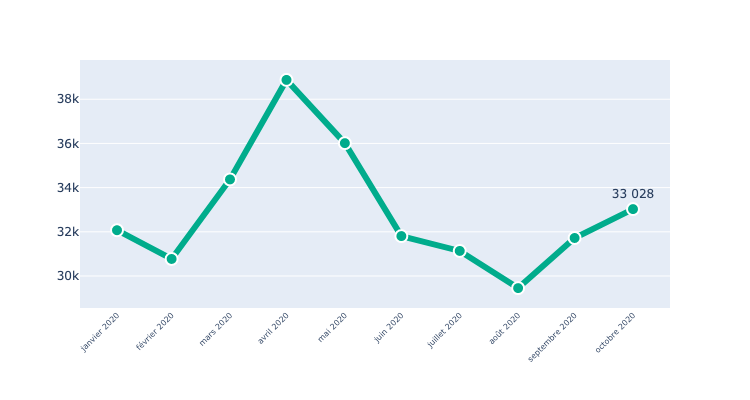 38k
36k
34k
32k
30k
33 028
janvier 2020
février 2020
mars 2020
avril 2020
mai 2020
juin 2020
juillet 2020
août 2020
septembre 2020
octobre 2020